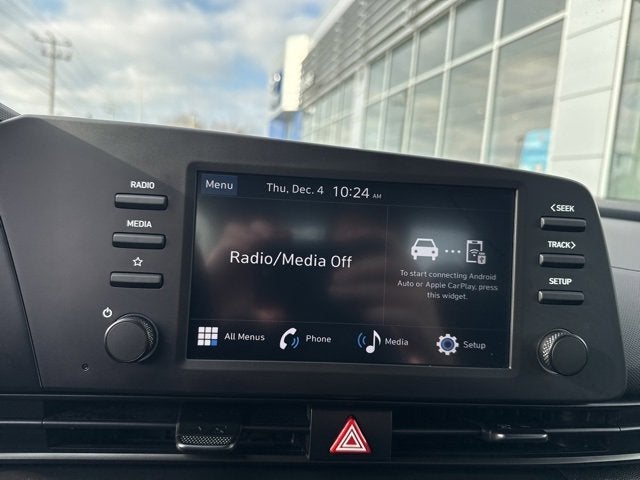 RADIO
MEDIA
Menu
Thu, Dec. 4 10:24 AM
Radio/Media Off
To start connecting Android
Auto or Apple CarPlay, press
this widget.
All Menus
Phone
Media
Setup
<SEEK
TRACK>
SETUP